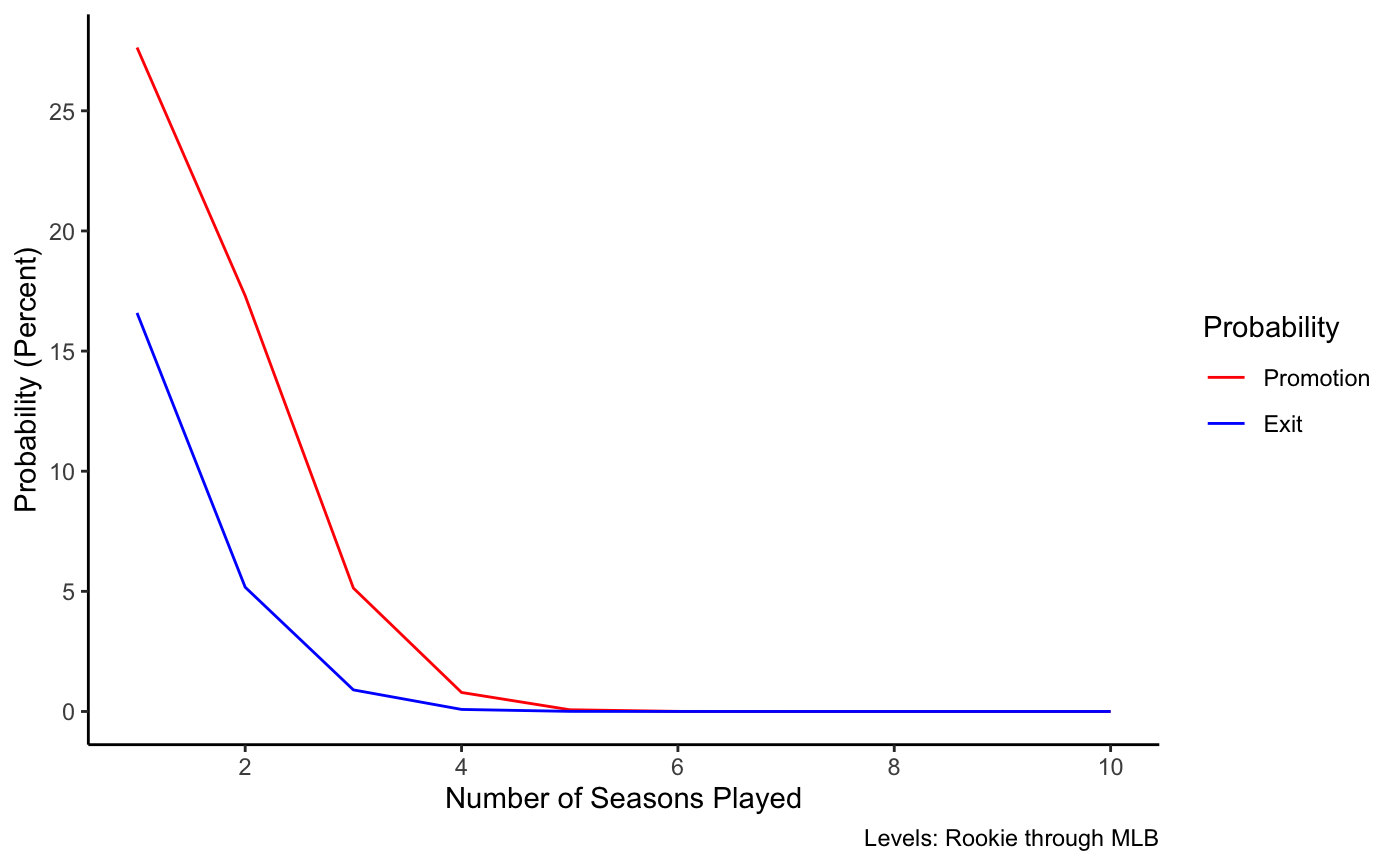 25
20
15
10
5
0
Probability (Percent)
2 4 6 8 10
Number of Seasons Played
Levels: Rookie through MLB
Probability
Promotion
Exit